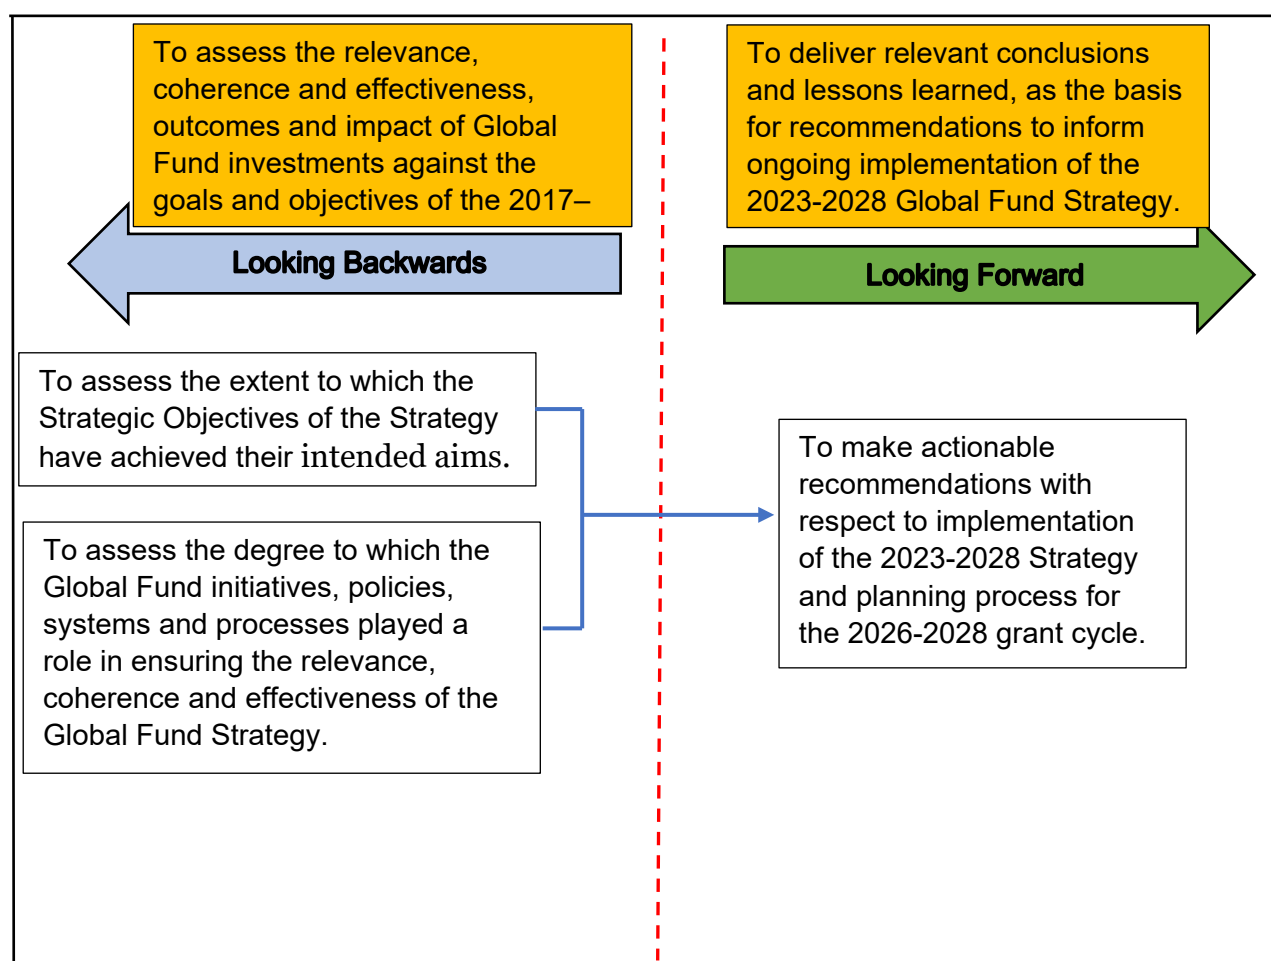 To assess the relevance,
coherence and effectiveness,
outcomes and impact of Global
Fund investments against the
goals and objectives of the 2017–
Looking Backwards
To assess the extent to which the
Strategic Objectives of the Strategy
have achieved their intended aims.
To assess the degree to which the
Global Fund initiatives, policies,
systems and processes played a
role in ensuring the relevance,
coherence and effectiveness of the
Global Fund Strategy.
To deliver relevant conclusions
and lessons learned, as the basis
for recommendations to inform
ongoing implementation of the
2023-2028 Global Fund Strategy.
Looking Forward
To make actionable
recommendations with
respect to implementation
of the 2023-2028 Strategy
and planning process for
the 2026-2028 grant cycle.